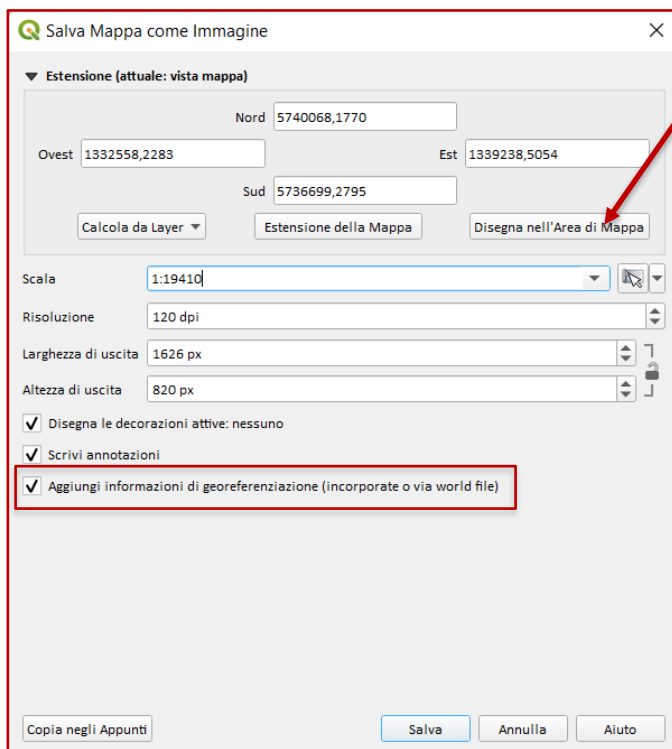 Salva Mappa come Immagine
Estensione (attuale: vista mappa)
Nord 5740068,1770
Ovest 1332558,2283 Est 1339238,5054
Sud 5736699,2795
Calcola da Layer Estensione della Mappa Disegna nell'Area di Mappa
Scala 1:19410
Risoluzione 120 dpi
Larghezza di uscita 1626 px
Altezza di uscita 820 px
Disegna le decorazioni attive: nessuno
Scrivi annotazioni
Aggiungi informazioni di georeferenziazione (incorporate o via world file)
Copia negli Appunti Salva Annulla Aiuto